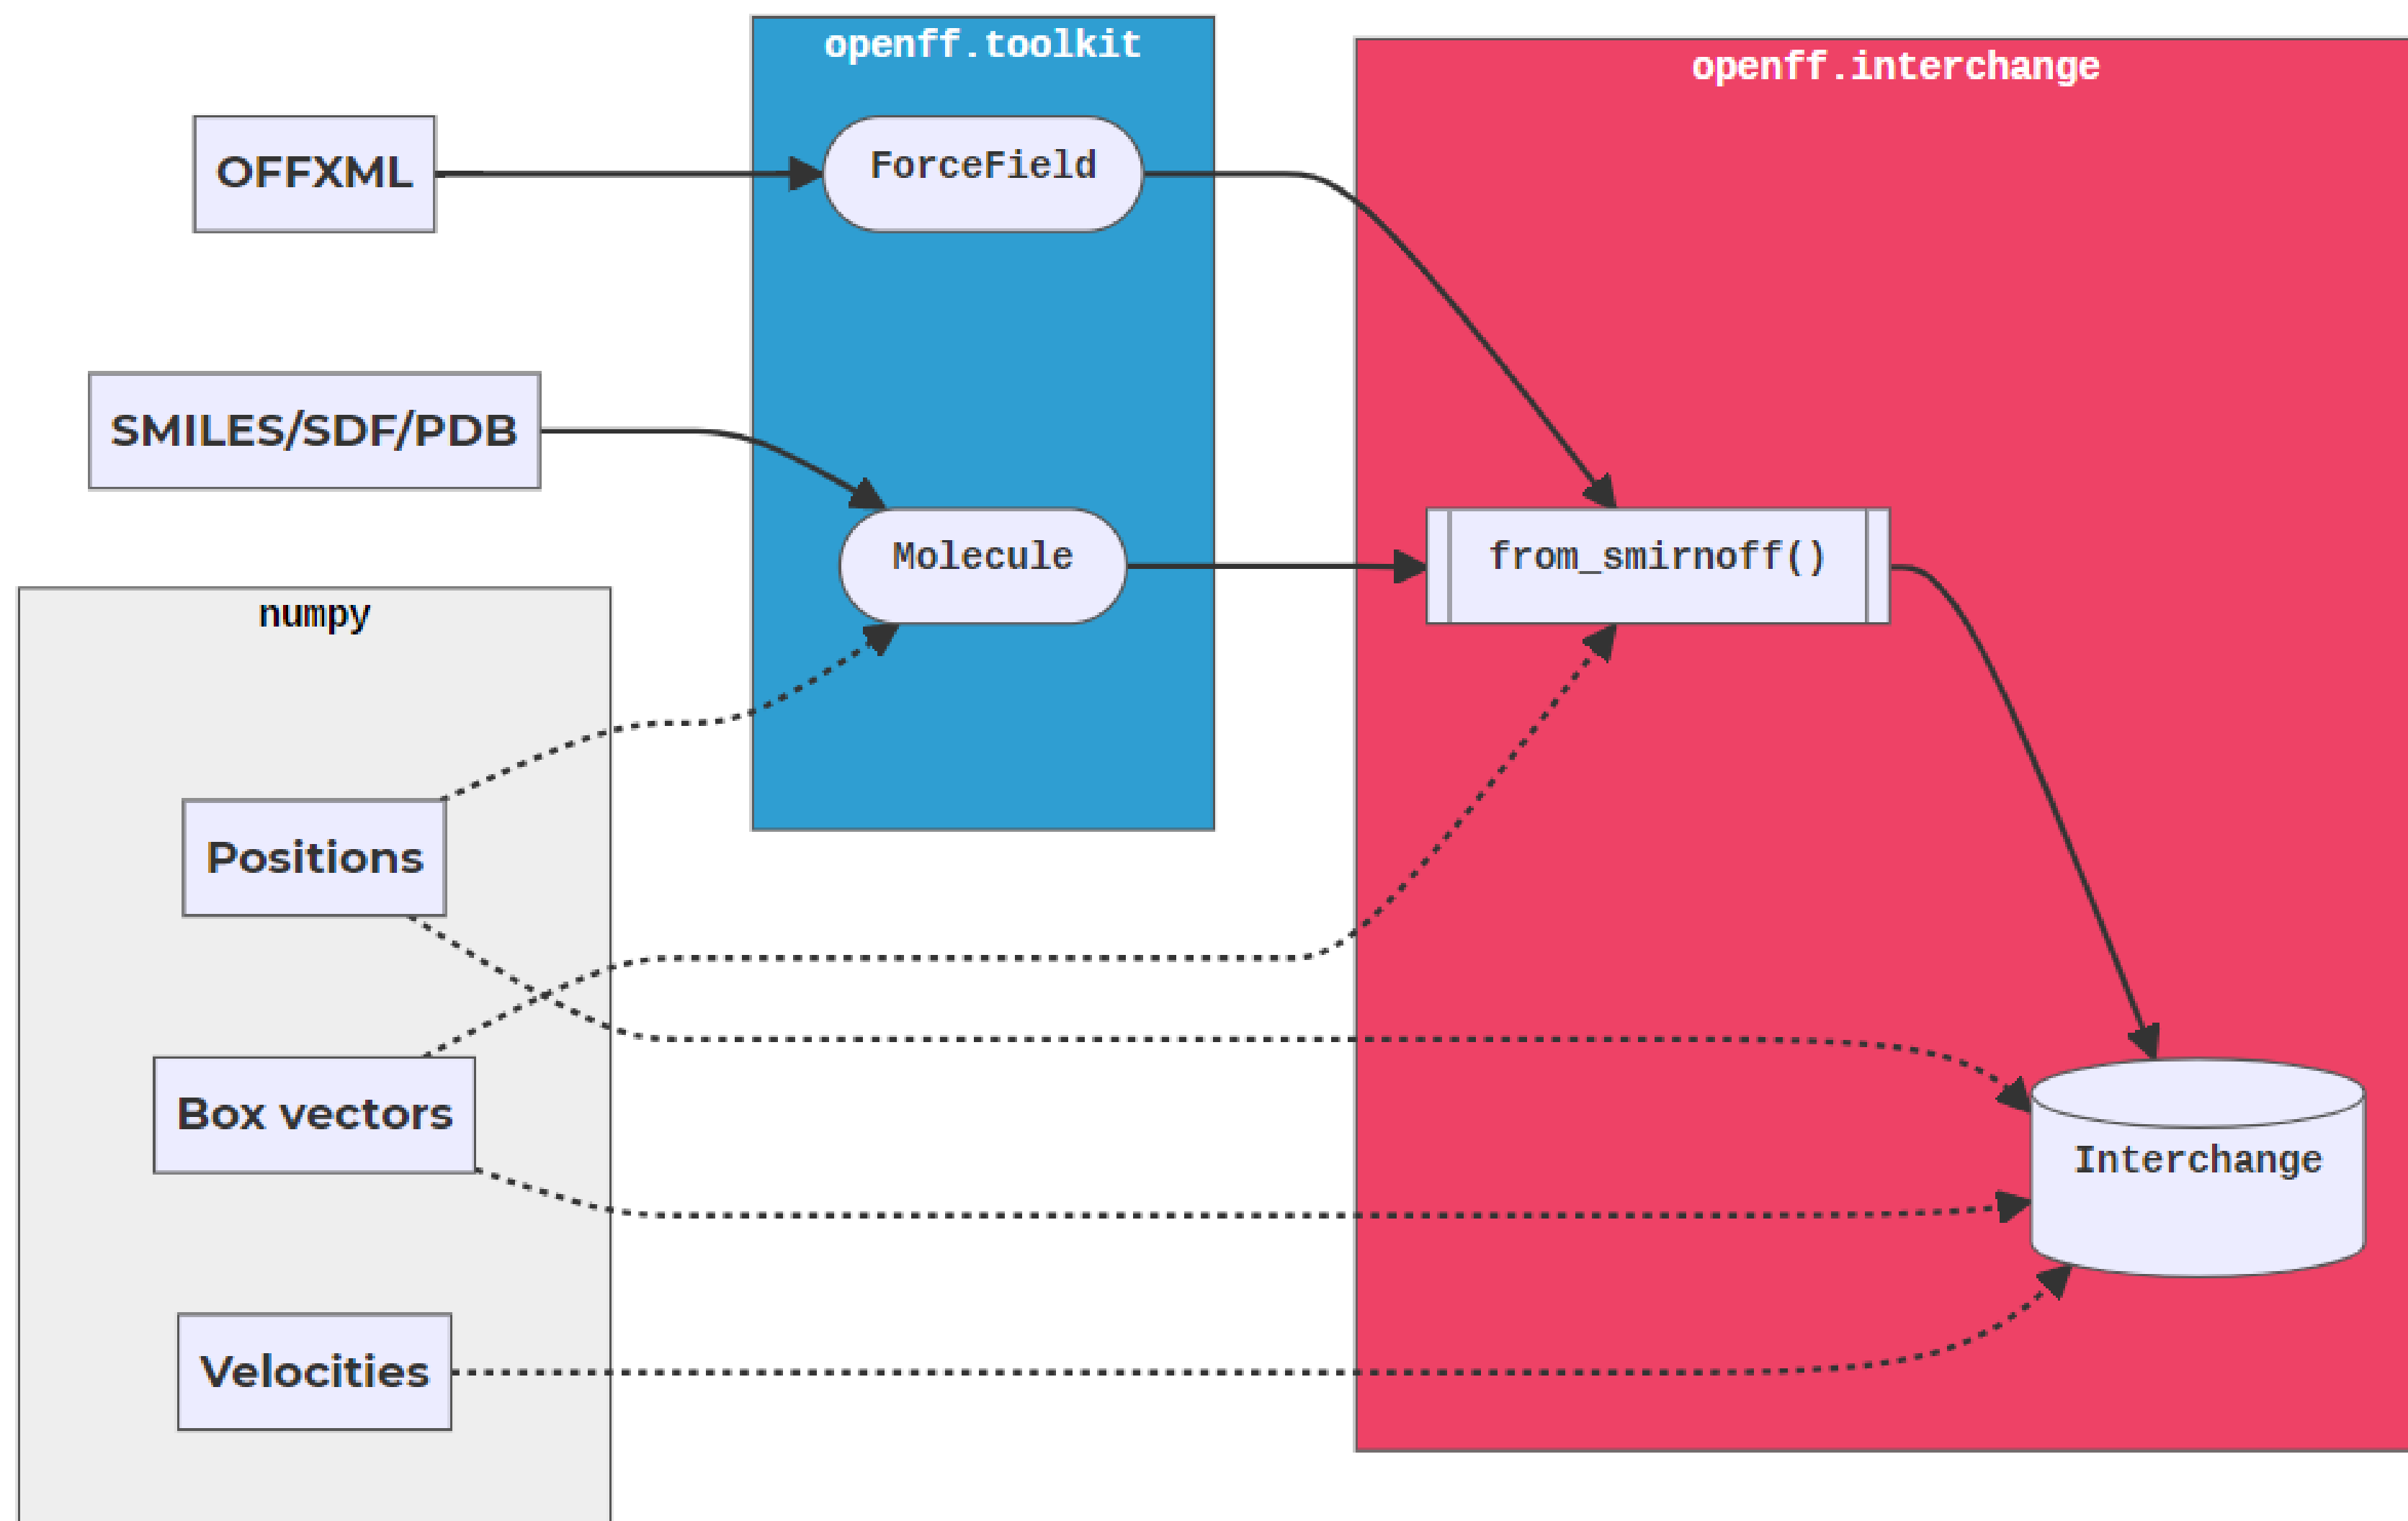 openff.toolkit
openff.interchange
OFFXML
ForceField
SMILES/SDF/PDB
Molecule
from_smirnoff()
numpy
Positions
Box vectors
Interchange
Velocities